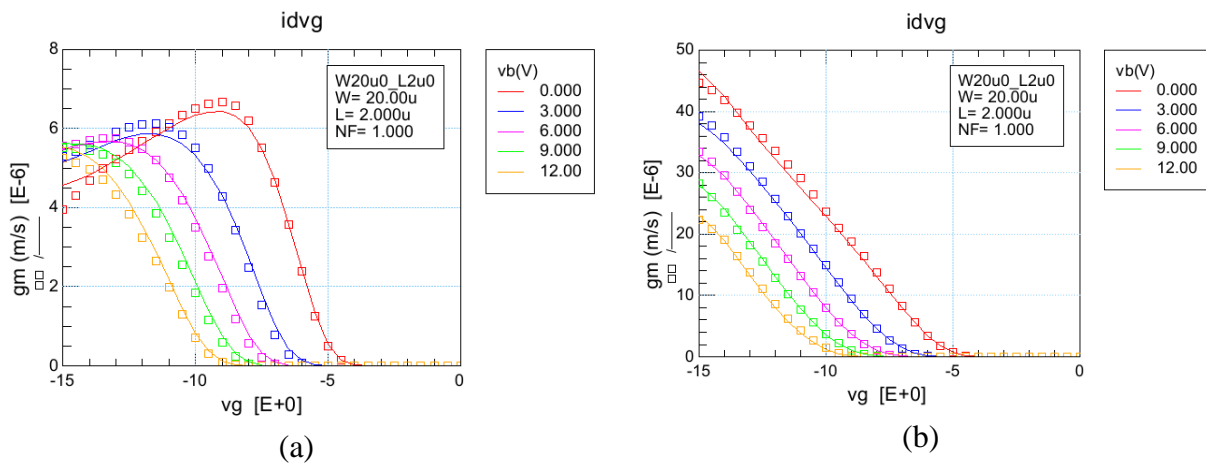 idvg
8
6
4
2
0
gm (m/s) [E-6]
-15
-10
-5
0
vg [E+0]
W20u0_L2u0
W= 20.00u
L= 2.000u
NF= 1.000
vb(V)
0.000
3.000
6.000
9.000
12.00
(a)
idvg
50
40
30
20
10
0
gm (m/s) [E-6]
-15
-10
-5
0
vg [E+0]
W20u0_L2u0
W= 20.00u
L= 2.000u
NF= 1.000
vb(V)
0.000
3.000
6.000
9.000
12.00
(b)